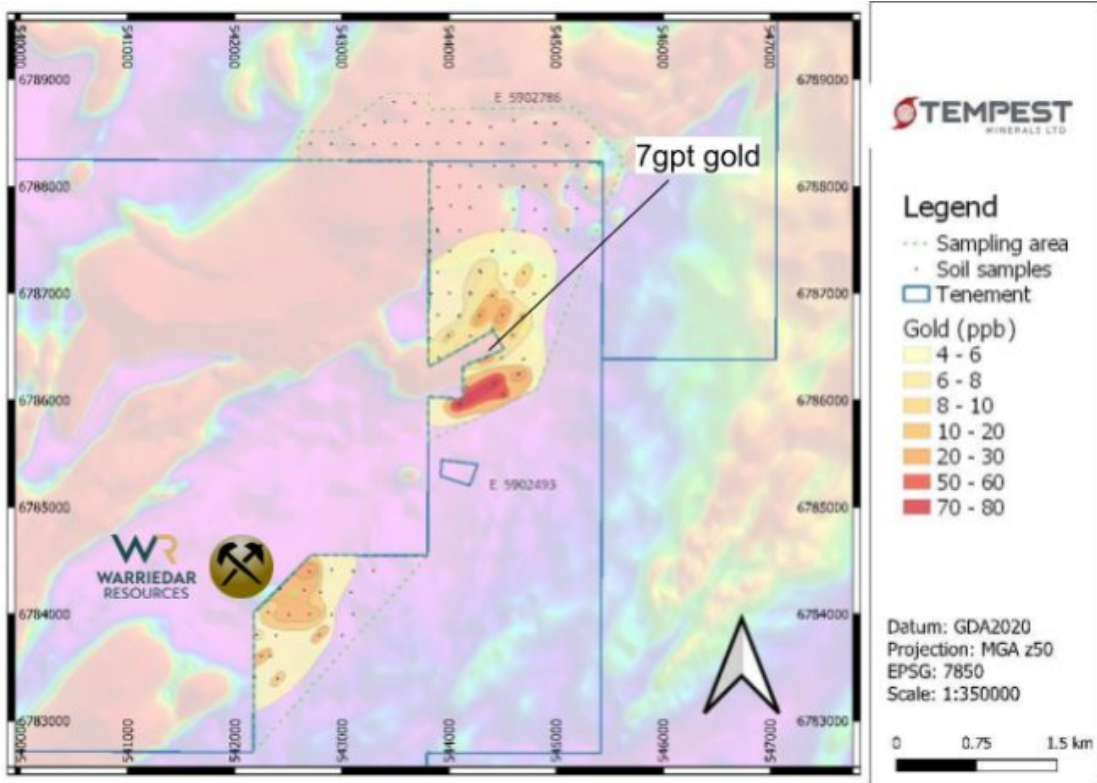 540000
541000
542000
543000
544000
545000
546000
547000
6789000
6789000
E 5902786
7gpt gold
6788000
6788000
6787000
6787000
6786000
6786000
E 5902493
6785000
6785000
WR
WARRIEDAR
RESOURCES
6784000
6784000
6783000
6783000
540000
541000
542000
543000
544000
545000
546000
547000
TEMPEST
MINERALS LTD
Legend
Sampling area
Soil samples
Tenement
Gold (ppb)
4 - 6
6 - 8
8 - 10
10 - 20
20 - 30
50 - 60
70 - 80
Datum: GDA2020
Projection: MGA z50
EPSG: 7850
Scale: 1:350000
0 0.75 1.5 km